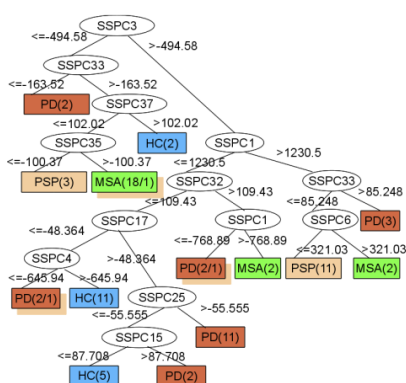 SSPC3
<=-494.58 >-494.58
SSPC33
<=-163.52 >-163.52
PD(2) SSPC37
<=102.02 >102.02
SSPC35 HC(2) SSPC1
<=-100.37 >-100.37 <=1230.5 >1230.5
PSP(3) MSA(18/1) SSPC32 SSPC33
<=109.43 >109.43 <=85.248 >85.248
SSPC17 SSPC1 SSPC6 PD(3)
<=-48.364 >-48.364 <=-768.89 >-768.89 <=321.03 >321.03
SSPC4 PD(2/1) MSA(2) PSP(11) MSA(2)
<=-645.94 >-645.94
PD(2/1) HC(11) SSPC25
<=-55.555 >-55.555
SSPC15 PD(11)
<=87.708 >87.708
HC(5) PD(2)